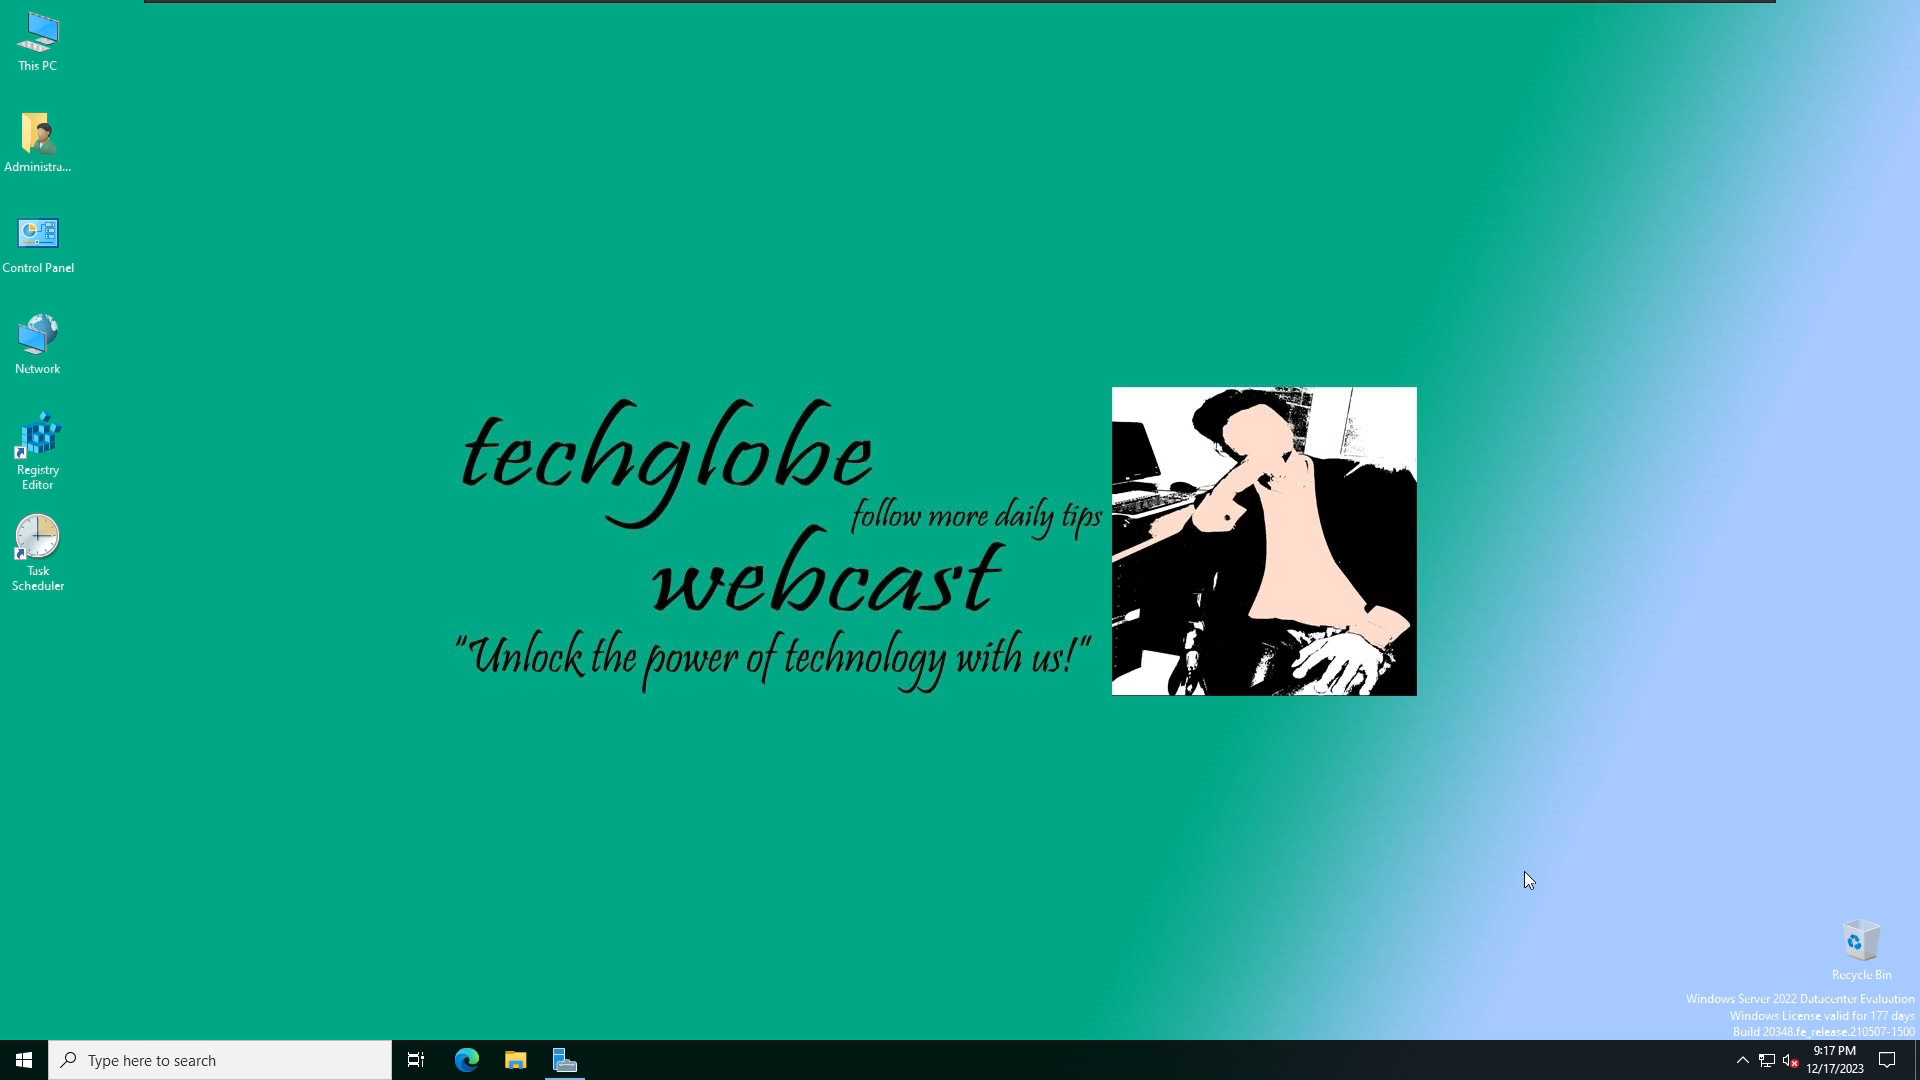 This PC
Administra...
Control Panel
Network
Registry
Editor
Task
Scheduler
techglobe
follow more daily tips
webcast
"Unlock the power of technology with us!"
Recycle Bin
Windows Server 2022 Datacenter Evaluation
Windows License valid for 177 days
Build 20348.fe_release.210507-1500
Type here to search
9:17 PM
12/17/2023